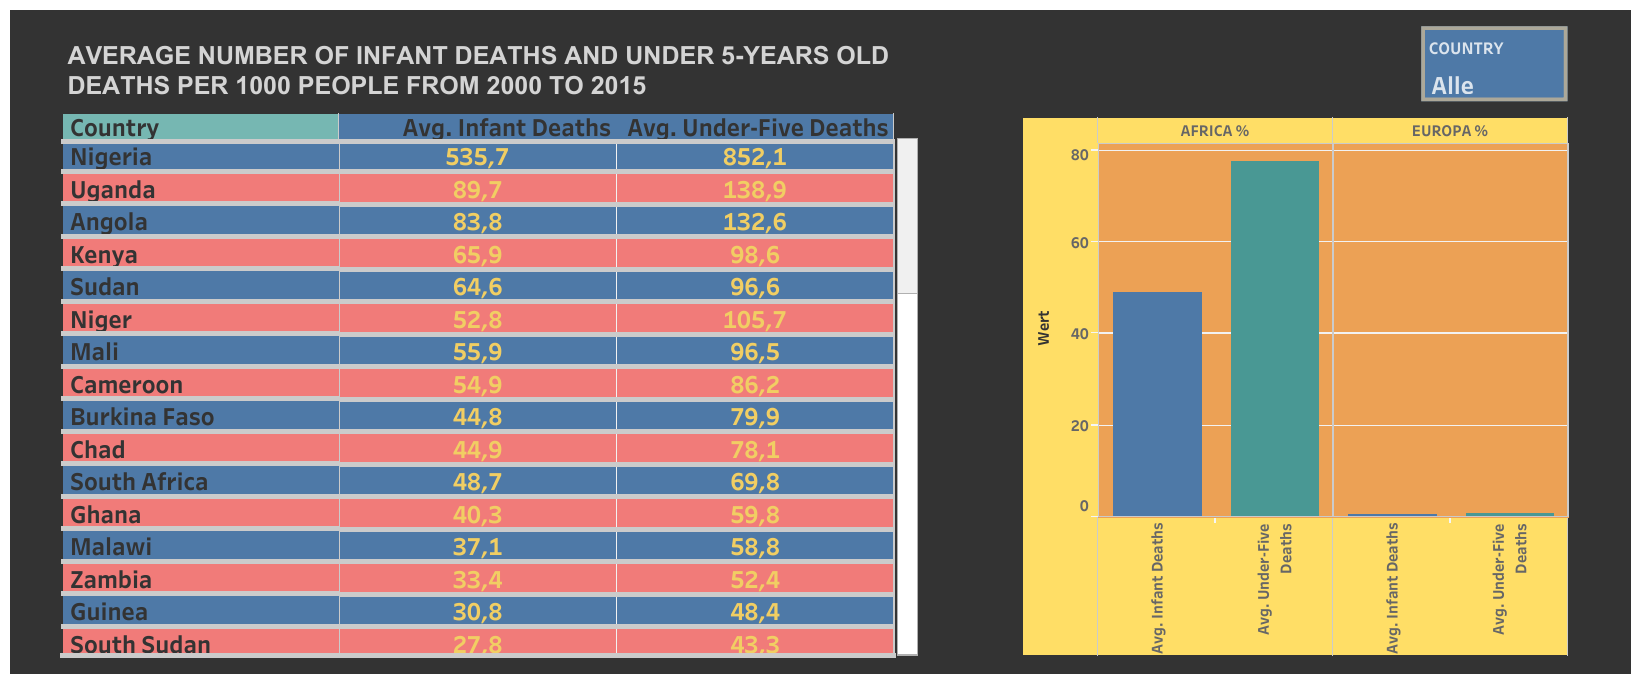 AVERAGE NUMBER OF INFANT DEATHS AND UNDER 5-YEARS OLD
DEATHS PER 1000 PEOPLE FROM 2000 TO 2015
COUNTRY
Alle
Country Avg. Infant Deaths Avg. Under-Five Deaths
Nigeria 535,7 852,1
Uganda 89,7 138,9
Angola 83,8 132,6
Kenya 65,9 98,6
Sudan 64,6 96,6
Niger 52,8 105,7
Mali 55,9 96,5
Cameroon 54,9 86,2
Burkina Faso 44,8 79,9
Chad 44,9 78,1
South Africa 48,7 69,8
Ghana 40,3 59,8
Malawi 37,1 58,8
Zambia 33,4 52,4
Guinea 30,8 48,4
South Sudan 27,8 43,3
AFRICA % EUROPA %
80
60
40
20
0
Wert
Avg. Infant Deaths
Avg. Under-Five
Deaths
Avg. Infant Deaths
Avg. Under-Five
Deaths